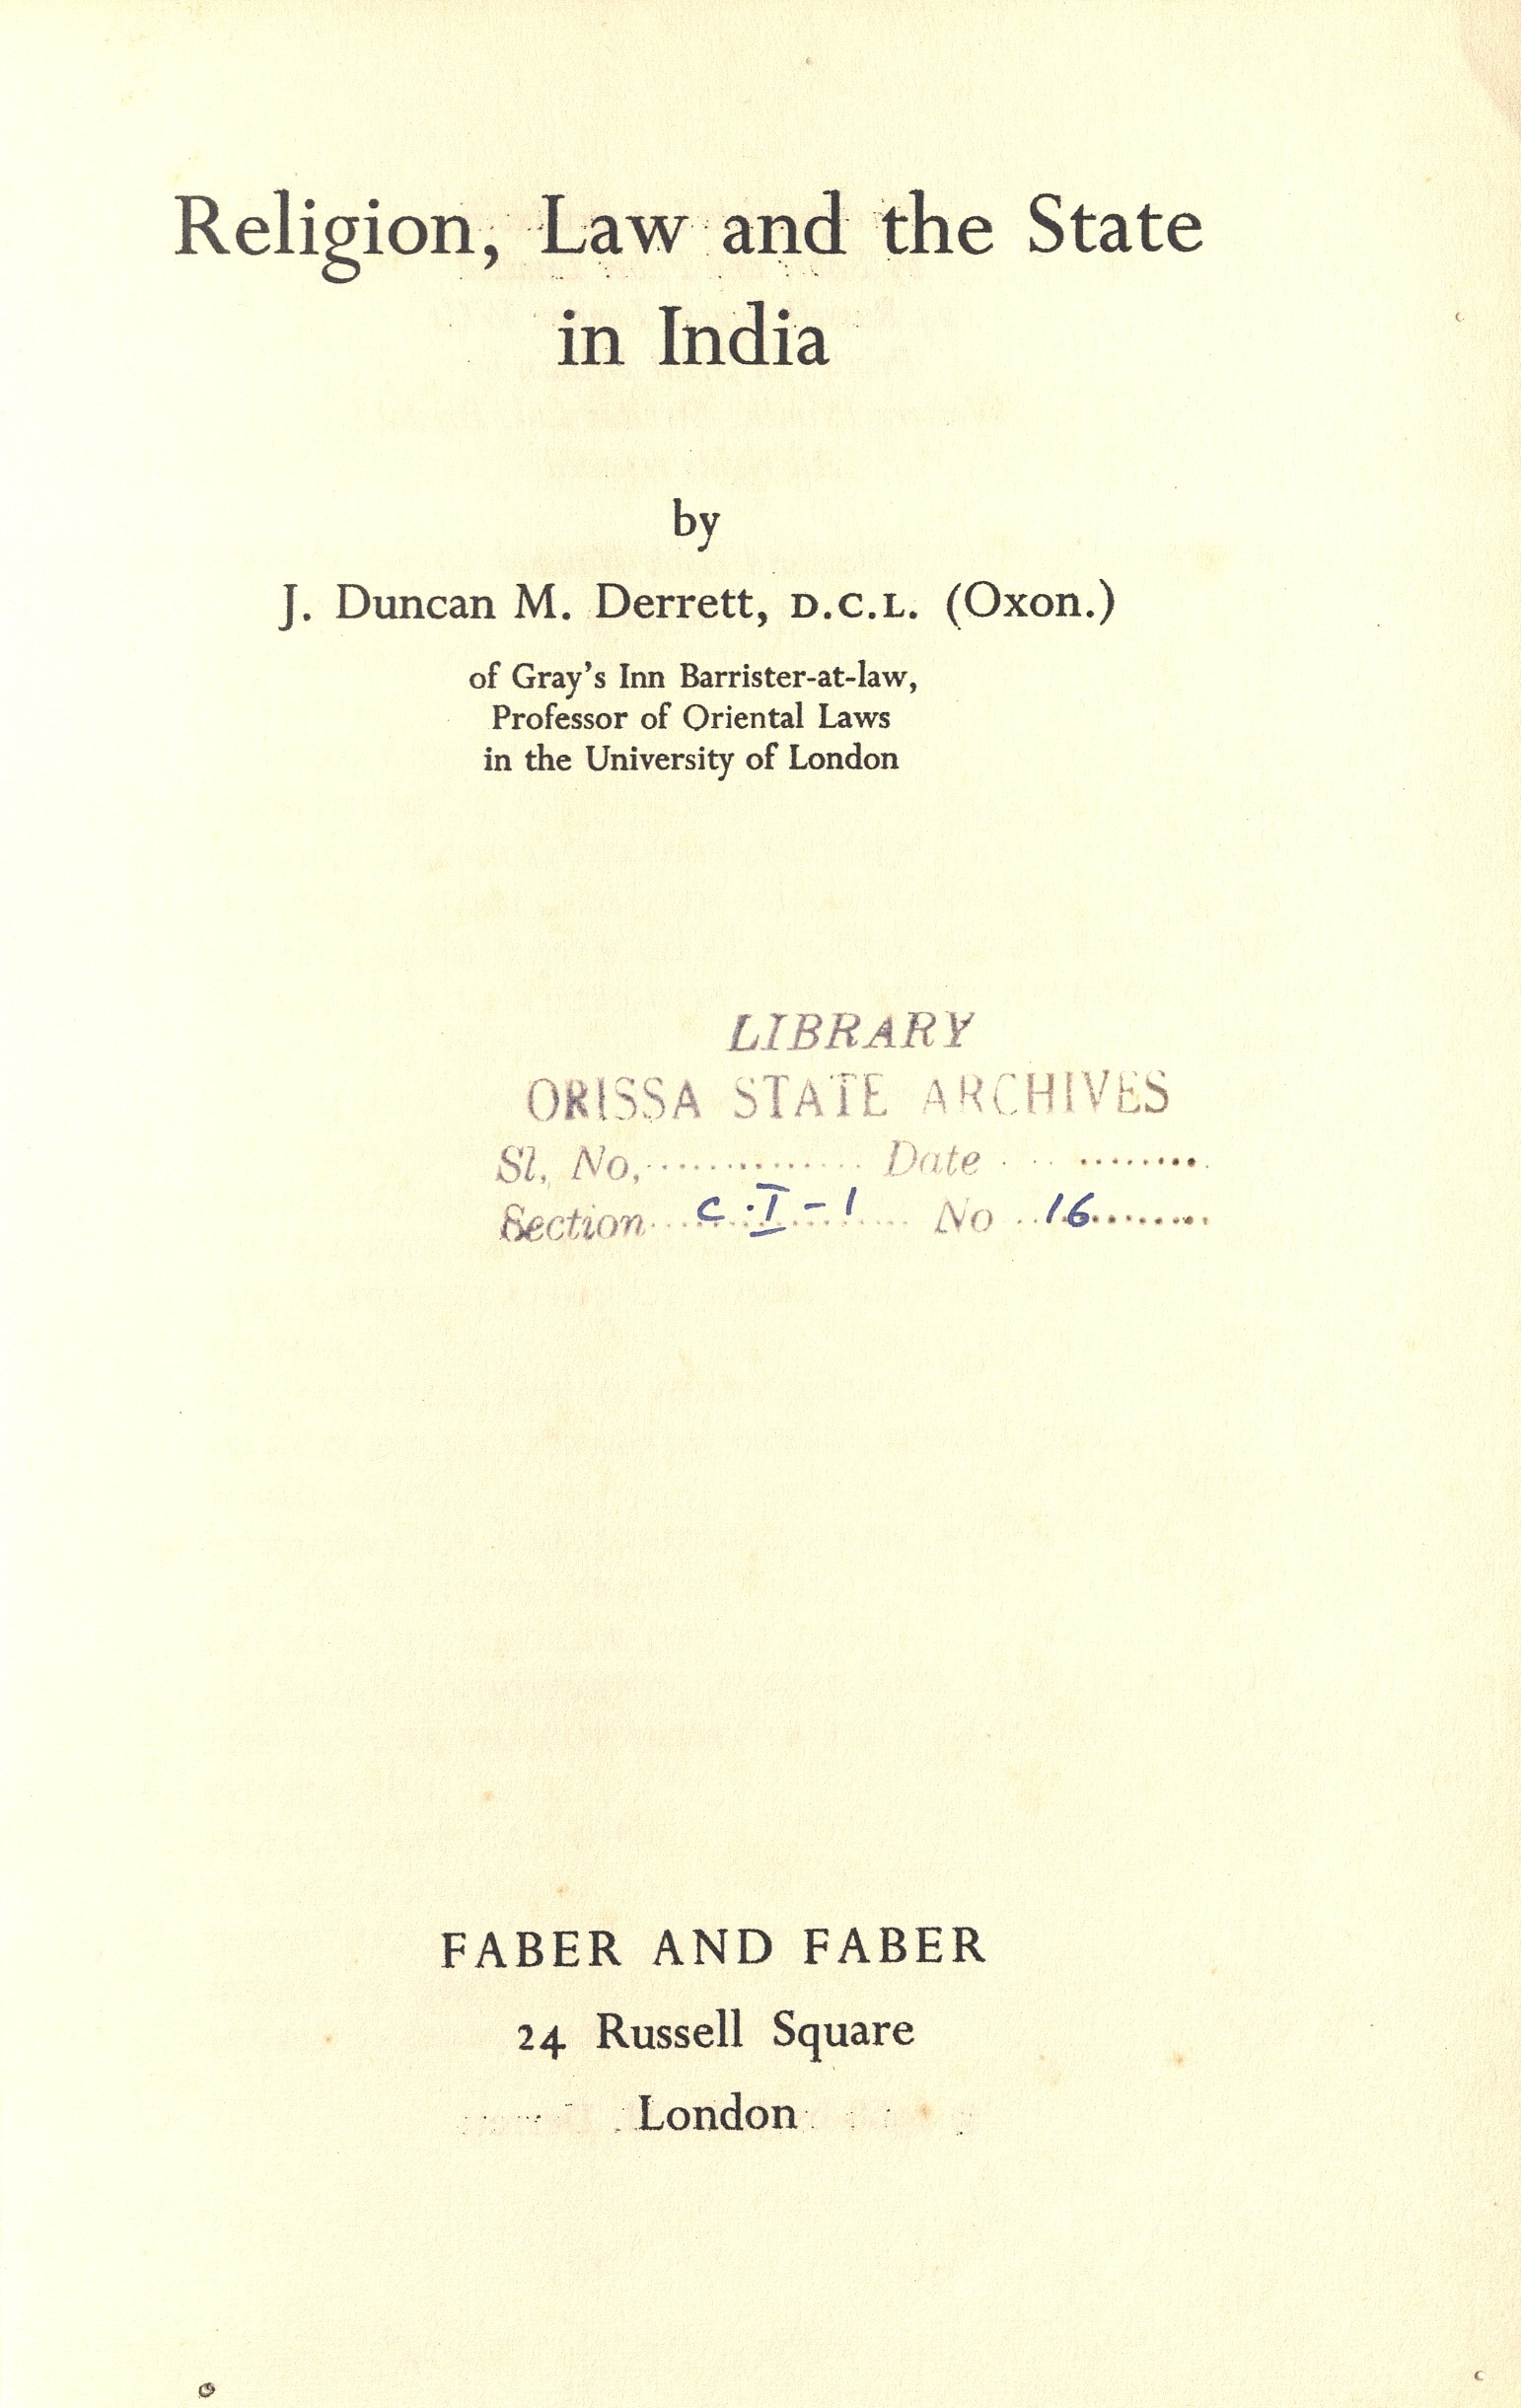 Religion, Law and the State
in India
by
J. Duncan M. Derrett, D.C.L. (Oxon.)
of Gray's Inn Barrister-at-law,
Professor of Oriental Laws
in the University of London
LIBRARY
ORISSA STATE ARCHIVES
Sl. No, .............. Date ............
Section .... C.I-1 .... No .. 16 ........
FABER AND FABER
24 Russell Square
London